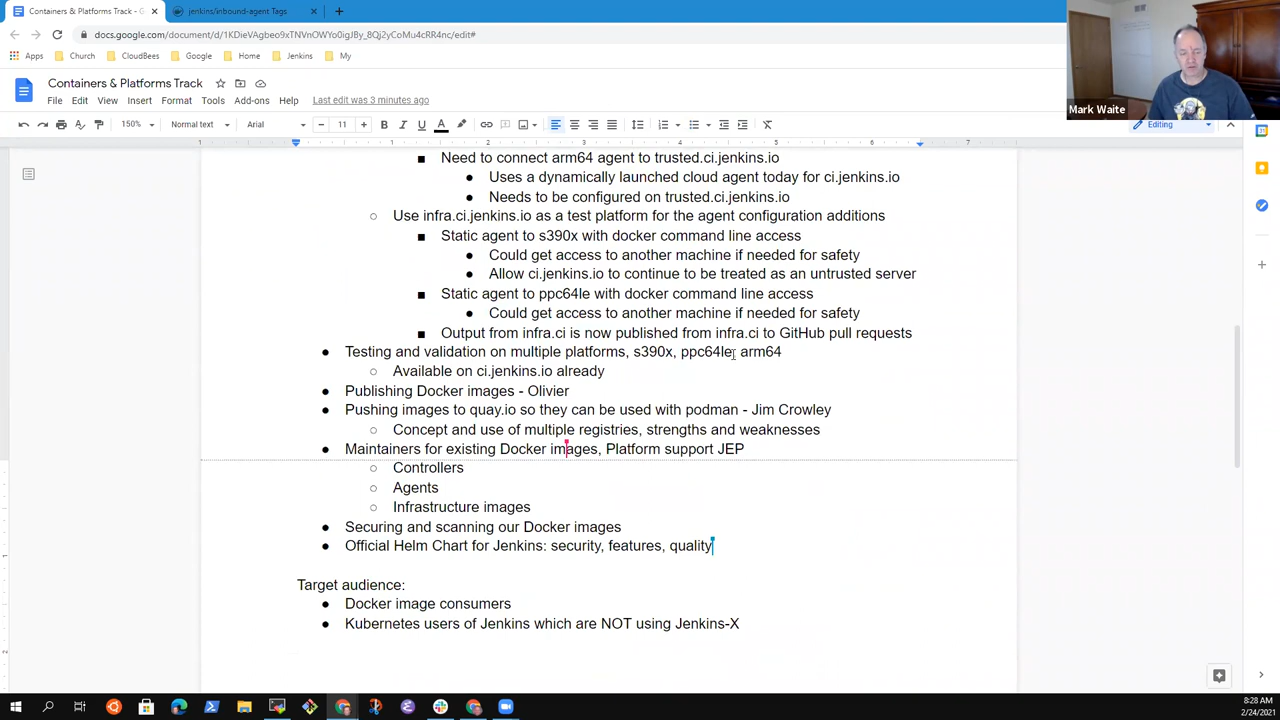 Containers & Platforms Track - G
jenkins/inbound-agent Tags
docs.google.com/document/d/1KDieVAgbeo9xTNVnOWYo0igJ8y_8Qj2yCoMu4cRR4nc/edit#
Apps Church CloudBees Google Home Jenkins My
Containers & Platforms Track
File Edit View Insert Format Tools Add-ons Help Last edit was 3 minutes ago
150% Normal text Arial 11 Editing
1 1 2 3 4 5 6 7
■ Need to connect arm64 agent to trusted.ci.jenkins.io
● Uses a dynamically launched cloud agent today for ci.jenkins.io
● Needs to be configured on trusted.ci.jenkins.io
○ Use infra.ci.jenkins.io as a test platform for the agent configuration additions
■ Static agent to s390x with docker command line access
● Could get access to another machine if needed for safety
● Allow ci.jenkins.io to continue to be treated as an untrusted server
■ Static agent to ppc64le with docker command line access
● Could get access to another machine if needed for safety
■ Output from infra.ci is now published from infra.ci to GitHub pull requests
● Testing and validation on multiple platforms, s390x, ppc64le, arm64
○ Available on ci.jenkins.io already
● Publishing Docker images - Olivier
● Pushing images to quay.io so they can be used with podman - Jim Crowley
○ Concept and use of multiple registries, strengths and weaknesses
● Maintainers for existing Docker images, Platform support JEP
○ Controllers
○ Agents
○ Infrastructure images
● Securing and scanning our Docker images
● Official Helm Chart for Jenkins: security, features, quality
Target audience:
● Docker image consumers
● Kubernetes users of Jenkins which are NOT using Jenkins-X
Mark Waite
8:28 AM
2/24/2021